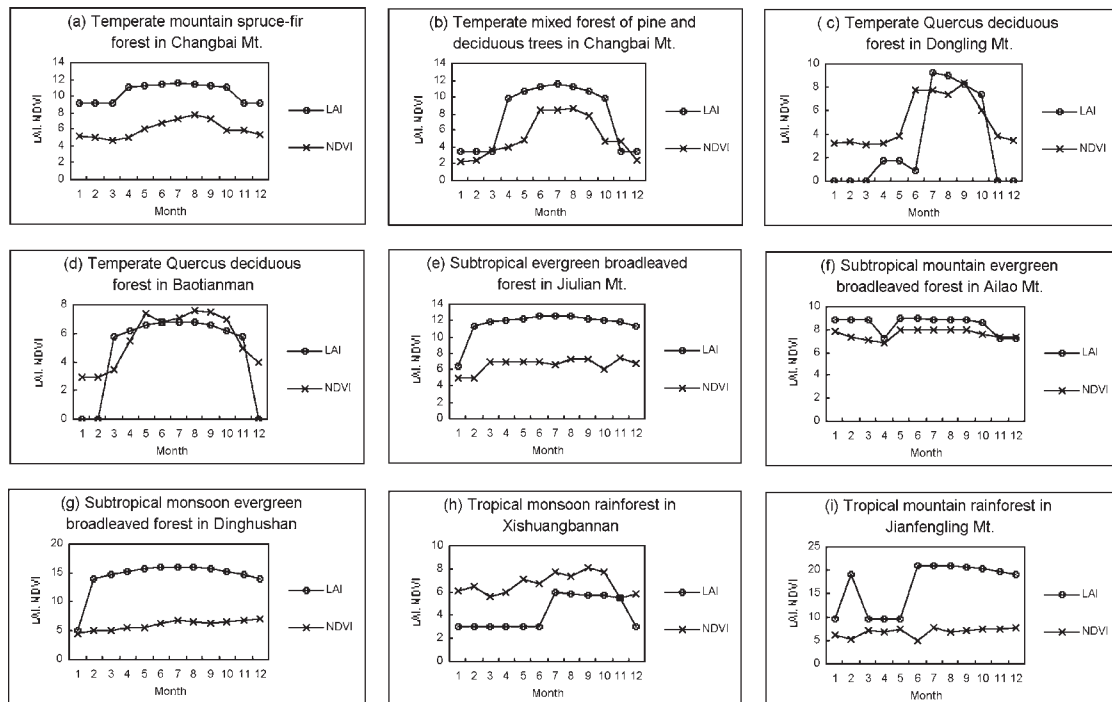 (a) Temperate mountain spruce-fir
forest in Changbai Mt.
14
12
10
8
6
4
2
0
LAI. NDVI
1 2 3 4 5 6 7 8 9 10 11 12
Month
LAI
NDVI
(b) Temperate mixed forest of pine and
deciduous trees in Changbai Mt.
14
12
10
8
6
4
2
0
LAI. NDVI
1 2 3 4 5 6 7 8 9 10 11 12
Month
LAI
NDVI
( c) Temperate Quercus deciduous
forest in Dongling Mt.
10
8
6
4
2
0
LAI. NDVI
1 2 3 4 5 6 7 8 9 10 11 12
Month
LAI
NDVI
(d) Temperate Quercus deciduous
forest in Baotianman
8
6
4
2
0
LAI. NDVI
1 2 3 4 5 6 7 8 9 10 11 12
Month
LAI
NDVI
(e) Subtropical evergreen broadleaved
forest in Jiulian Mt.
14
12
10
8
6
4
2
0
LAI. NDVI
1 2 3 4 5 6 7 8 9 10 11 12
Month
LAI
NDVI
(f) Subtropical mountain evergreen
broadleaved forest in Ailao Mt.
10
8
6
4
2
0
LAI. NDVI
1 2 3 4 5 6 7 8 9 10 11 12
Month
LAI
NDVI
(g) Subtropical monsoon evergreen
broadleaved forest in Dinghushan
20
15
10
5
0
LAI. NDVI
1 2 3 4 5 6 7 8 9 10 11 12
Month
LAI
NDVI
(h) Tropical monsoon rainforest in
Xishuangbannan
10
8
6
4
2
0
LAI. NDVI
1 2 3 4 5 6 7 8 9 10 11 12
Month
LAI
NDVI
(i) Tropical mountain rainforest in
Jianfengling Mt.
25
20
15
10
5
0
LAI. NDVI
1 2 3 4 5 6 7 8 9 10 11 12
Month
LAI
NDVI